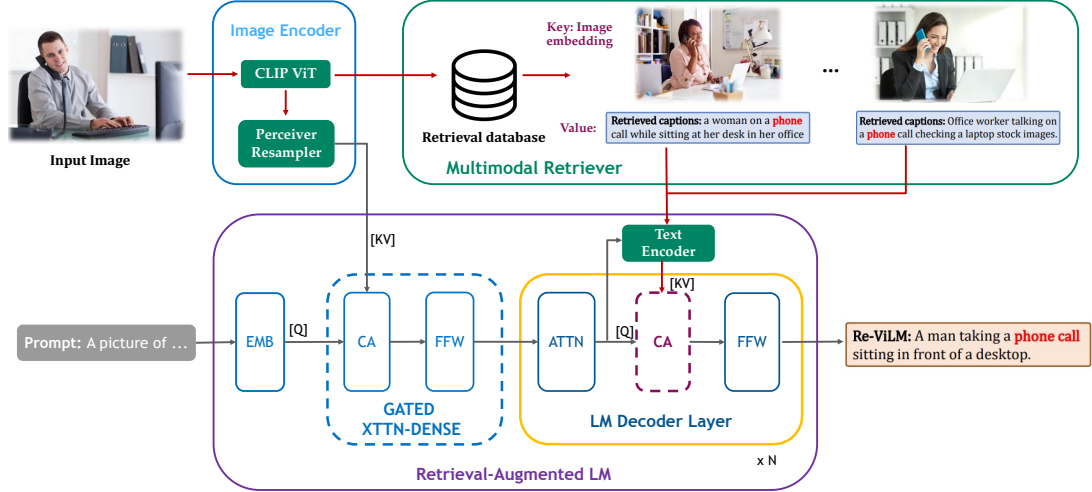 Image Encoder
CLIP ViT
Perceiver
Resampler
Input Image
Key: Image
embedding
...
Retrieval database
Value:
Retrieved captions: a woman on a phone
call while sitting at her desk in her office
Retrieved captions: Office worker talking on
a phone call checking a laptop stock images.
Multimodal Retriever
[KV]
Text
Encoder
[KV]
Prompt: A picture of ...
EMB
[Q]
CA
FFW
ATTN
[Q]
CA
FFW
Re-ViLM: A man taking a phone call
sitting in front of a desktop.
GATED
XTTN-DENSE
LM Decoder Layer
x N
Retrieval-Augmented LM